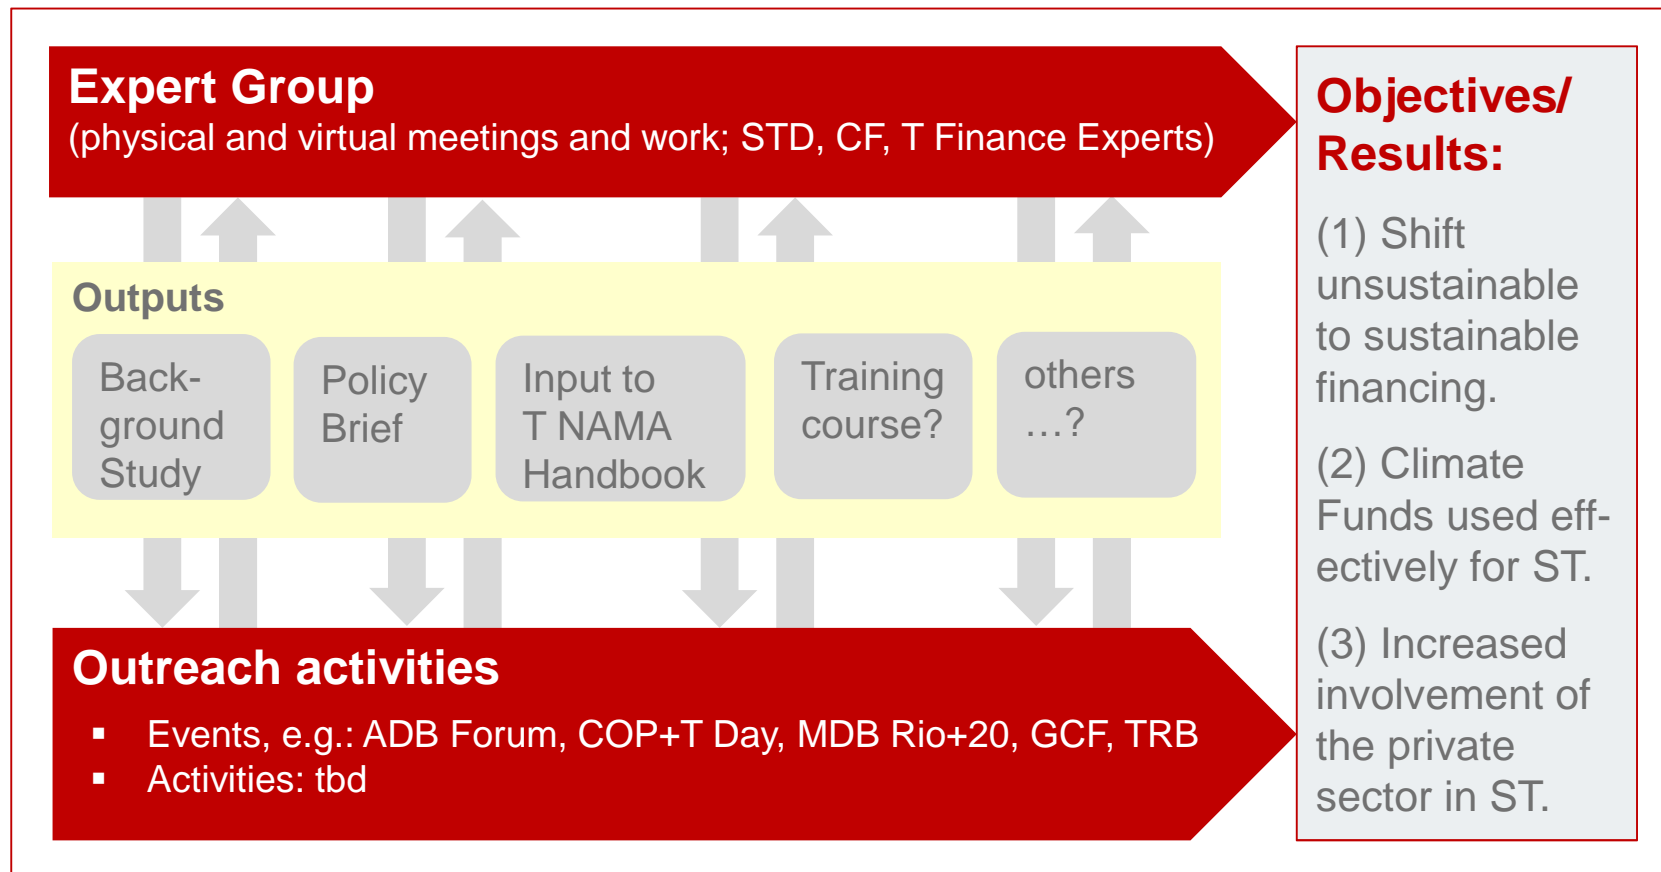 Expert Group
(physical and virtual meetings and work; STD, CF, T Finance Experts)
Outputs
Back-
ground
Study
Policy
Brief
Input to
T NAMA
Handbook
Training
course?
others
…?
Outreach activities
▪ Events, e.g.: ADB Forum, COP+T Day, MDB Rio+20, GCF, TRB
▪ Activities: tbd
Objectives/
Results:
(1) Shift
unsustainable
to sustainable
financing.
(2) Climate
Funds used eff-
ectively for ST.
(3) Increased
involvement of
the private
sector in ST.